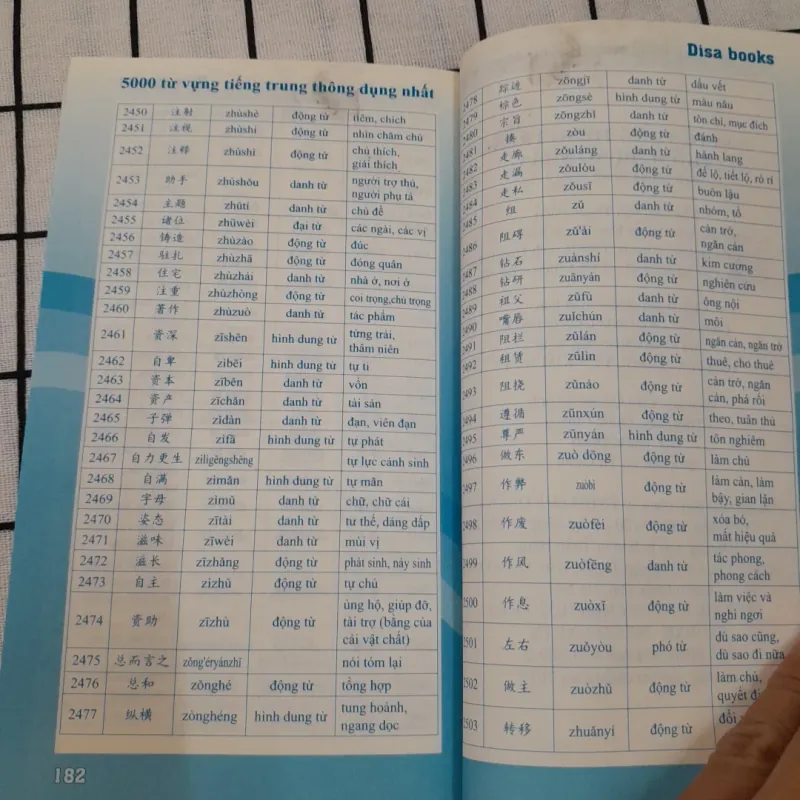 5000 từ vựng tiếng trung thông dụng nhất
2450 注射 zhùshè động từ tiêm, chích
2451 注视 zhùshì động từ nhìn chăm chú
2452 注释 zhùshì động từ chú thích,
giải thích
2453 助手 zhùshǒu danh từ người trợ thủ,
người phụ tá
2454 主题 zhǔtí danh từ chủ đề
2455 诸位 zhūwèi đại từ các ngài, các vị
2456 铸造 zhùzào động từ đúc
2457 驻扎 zhùzhā động từ đóng quân
2458 住宅 zhùzhái danh từ nhà ở, nơi ở
2459 注重 zhùzhòng động từ coi trọng,chú trọng
2460 著作 zhùzuò danh từ tác phẩm
2461 资深 zīshēn hình dung từ từng trải,
thâm niên
2462 自卑 zìbēi hình dung từ tự ti
2463 资本 zīběn danh từ vốn
2464 资产 zīchǎn danh từ tài sản
2465 子弹 zǐdàn danh từ đạn, viên đạn
2466 自发 zìfā hình dung từ tự phát
2467 自力更生 zìlìgēngshēng tự lực cánh sinh
2468 自满 zìmǎn hình dung từ tự mãn
2469 字母 zìmǔ danh từ chữ, chữ cái
2470 姿态 zītài danh từ tư thế, dáng dấp
2471 滋味 zīwèi danh từ mùi vị
2472 滋长 zīzhǎng động từ phát sinh, nảy sinh
2473 自主 zìzhǔ động từ tự chủ
2474 资助 zīzhù động từ ủng hộ, giúp đỡ,
tài trợ (bằng của
cải vật chất)
2475 总而言之 zǒng'éryánzhī nói tóm lại
2476 总和 zǒnghé động từ tổng hợp
2477 纵横 zònghéng hình dung từ tung hoành,
ngang dọc
182
Disa books
2478 踪迹 zōngjī danh từ dấu vết
2479 棕色 zōngsè hình dung từ màu nâu
2480 宗旨 zōngzhǐ danh từ tôn chỉ, mục đích
2481 揍 zòu động từ đánh
2482 走廊 zǒuláng danh từ hành lang
2483 走漏 zǒulòu động từ để lộ, tiết lộ, rò rỉ
走私 zǒusī động từ buôn lậu
2485 组 zǔ danh từ nhóm, tổ
2486 阻碍 zǔ'ài động từ cản trở,
ngăn cản
2487 钻石 zuànshí danh từ kim cương
2488 钻研 zuānyán động từ nghiên cứu
2489 祖父 zǔfù danh từ ông nội
2490 嘴唇 zuǐchún danh từ môi
2491 阻拦 zǔlán động từ ngăn cản, ngăn trở
2492 租赁 zūlìn động từ thuê, cho thuê
2493 阻挠 zǔnáo động từ cản trở, ngăn
cản, phá rối
2494 遵循 zūnxún động từ theo, tuân thủ
2495 尊严 zūnyán hình dung từ tôn nghiêm
2496 做东 zuò dōng động từ làm chủ
2497 作弊 zuòbì động từ làm càn, làm
bậy, gian lận
2498 作废 zuòfèi động từ xóa bỏ,
mất hiệu quả
2499 作风 zuòfēng danh từ tác phong,
phong cách
2500 作息 zuòxī động từ làm việc và
nghỉ ngơi
2501 左右 zuǒyòu phó từ dù sao cũng,
dù sao đi nữa
2502 做主 zuòzhǔ động từ làm chủ,
quyết
2503 转移 zhuǎnyí động từ đổi